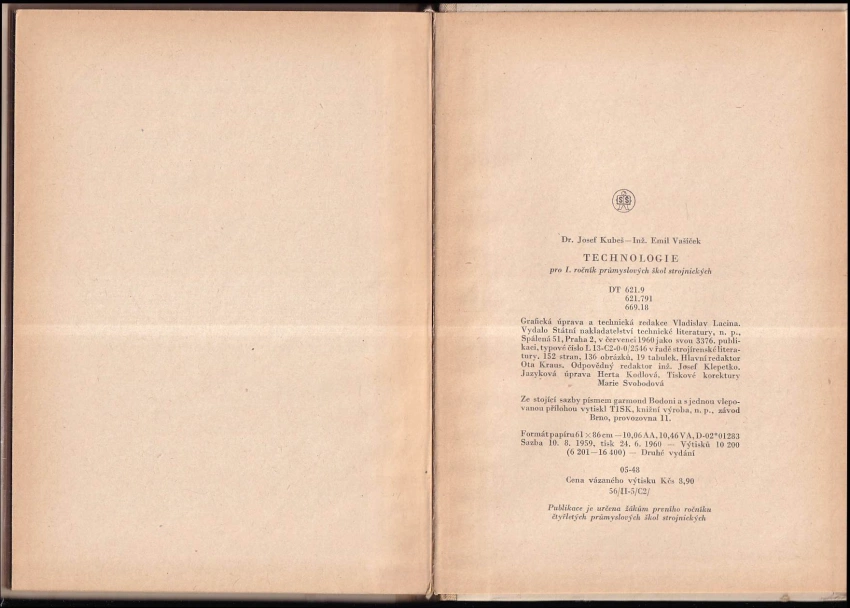 Dr. Josef Kubeš—Inž. Emil Vašíček
TECHNOLOGIE
pro I. ročník průmyslových škol strojnických
DT 621.9
621.791
669.18
Grafická úprava a technická redakce Vladislav Lacina.
Vydalo Státní nakladatelství technické literatury, n. p.,
Spálená 51, Praha 2, v červenci 1960 jako svou 3376. publi-
kaci, typové číslo L 13-C2-0-0/2546 v řadě strojírenské litera-
tury. 152 stran, 136 obrázků, 19 tabulek. Hlavní redaktor
Ota Kraus. Odpovědný redaktor inž. Josef Klepetko.
Jazyková úprava Herta Kodlová. Tiskové korektury
Marie Svobodová
Ze stojící sazby písmem garmond Bodoni a s jednou vlepo-
vanou přílohou vytiskl TISK, knižní výroba, n. p., závod
Brno, provozovna 11.
Formát papíru 61 × 86 cm — 10,06 AA, 10,46 VA, D-02*01283
Sazba 10. 8. 1959, tisk 24. 6. 1960 — Výtisků 10 200
(6 201—16 400) — Druhé vydání
05-43
Cena vázaného výtisku Kčs 8,90
56/II-5/C2/
Publikace je určena žákům prvního ročníku
čtyřletých průmyslových škol strojnických